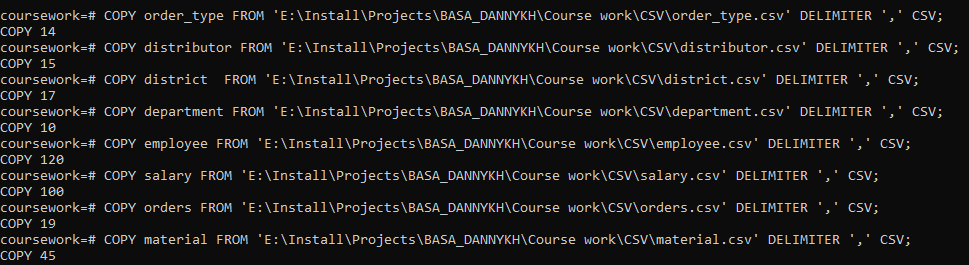 coursework=# COPY order_type FROM 'E:\Install\Projects\BASA_DANNYKH\Course work\CSV\order_type.csv' DELIMITER ',' CSV;
COPY 14
coursework=# COPY distributor FROM 'E:\Install\Projects\BASA_DANNYKH\Course work\CSV\distributor.csv' DELIMITER ',' CSV;
COPY 15
coursework=# COPY district  FROM 'E:\Install\Projects\BASA_DANNYKH\Course work\CSV\district.csv' DELIMITER ',' CSV;
COPY 17
coursework=# COPY department FROM 'E:\Install\Projects\BASA_DANNYKH\Course work\CSV\department.csv' DELIMITER ',' CSV;
COPY 10
coursework=# COPY employee FROM 'E:\Install\Projects\BASA_DANNYKH\Course work\CSV\employee.csv' DELIMITER ',' CSV;
COPY 120
coursework=# COPY salary FROM 'E:\Install\Projects\BASA_DANNYKH\Course work\CSV\salary.csv' DELIMITER ',' CSV;
COPY 100
coursework=# COPY orders FROM 'E:\Install\Projects\BASA_DANNYKH\Course work\CSV\orders.csv' DELIMITER ',' CSV;
COPY 19
coursework=# COPY material FROM 'E:\Install\Projects\BASA_DANNYKH\Course work\CSV\material.csv' DELIMITER ',' CSV;
COPY 45